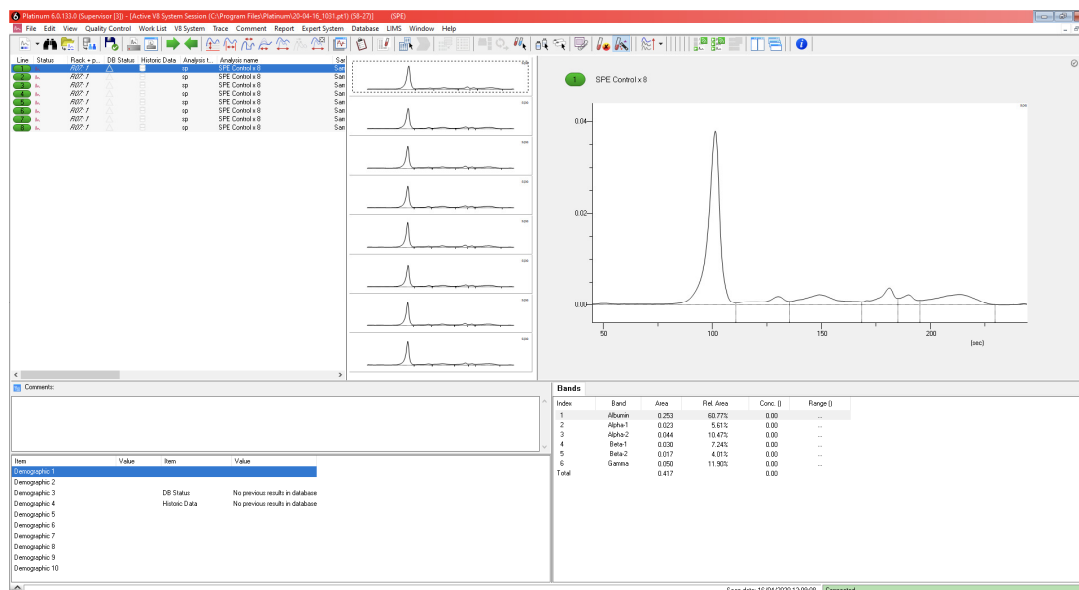 Platinum 6.0.133.0 (Supervisor [3]) - [Active V8 System Session (C:\Program Files\Platinum\20-04-16_1031.pt1) (58-27)] (SPE)
File Edit View Quality Control Work List V8 System Trace Comment Report Expert System Database LIMS Window Help
Line Status Rack + p... DB Status Historic Data Analysis t... Analysis name Sar
1 R07: 1 sp SPE Control x 8 Sar
2 R07: 1 sp SPE Control x 8 Sar
3 R07: 1 sp SPE Control x 8 Sar
4 R07: 1 sp SPE Control x 8 Sar
5 R07: 1 sp SPE Control x 8 Sar
6 R07: 1 sp SPE Control x 8 Sar
7 R07: 1 sp SPE Control x 8 Sar
8 R07: 1 sp SPE Control x 8 Sar
1 SPE Control x 8
0.04
0.02
0.00
50 100 150 200
(sec)
Comments:
Item Value Item Value
Demographic 1
Demographic 2
Demographic 3 DB Status No previous results in database
Demographic 4 Historic Data No previous results in database
Demographic 5
Demographic 6
Demographic 7
Demographic 8
Demographic 9
Demographic 10
Bands
Index Band Area Rel. Area Conc. () Range ()
1 Albumin 0.253 60.77% 0.00 ...
2 Alpha-1 0.023 5.61% 0.00 ...
3 Alpha-2 0.044 10.47% 0.00 ...
4 Beta-1 0.030 7.24% 0.00 ...
5 Beta-2 0.017 4.01% 0.00 ...
6 Gamma 0.050 11.90% 0.00 ...
Total 0.417 0.00